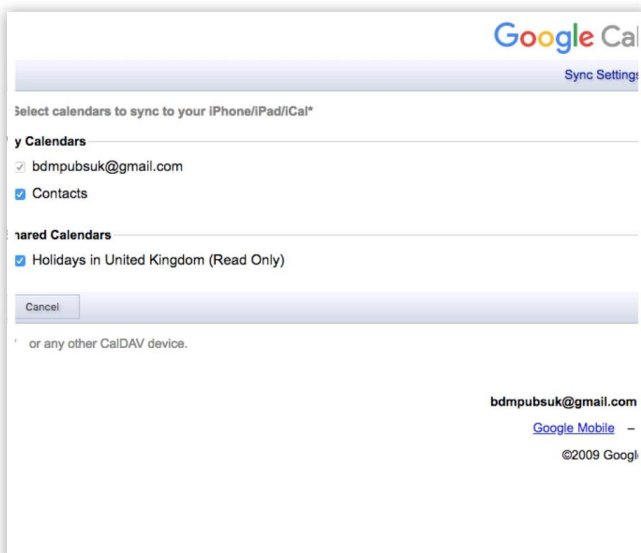 Google Cal
Sync Settings
Select calendars to sync to your iPhone/iPad/iCal*
y Calendars
bdmpubsuk@gmail.com
Contacts
hared Calendars
Holidays in United Kingdom (Read Only)
Cancel
or any other CalDAV device.
bdmpubsuk@gmail.com
Google Mobile –
©2009 Googl